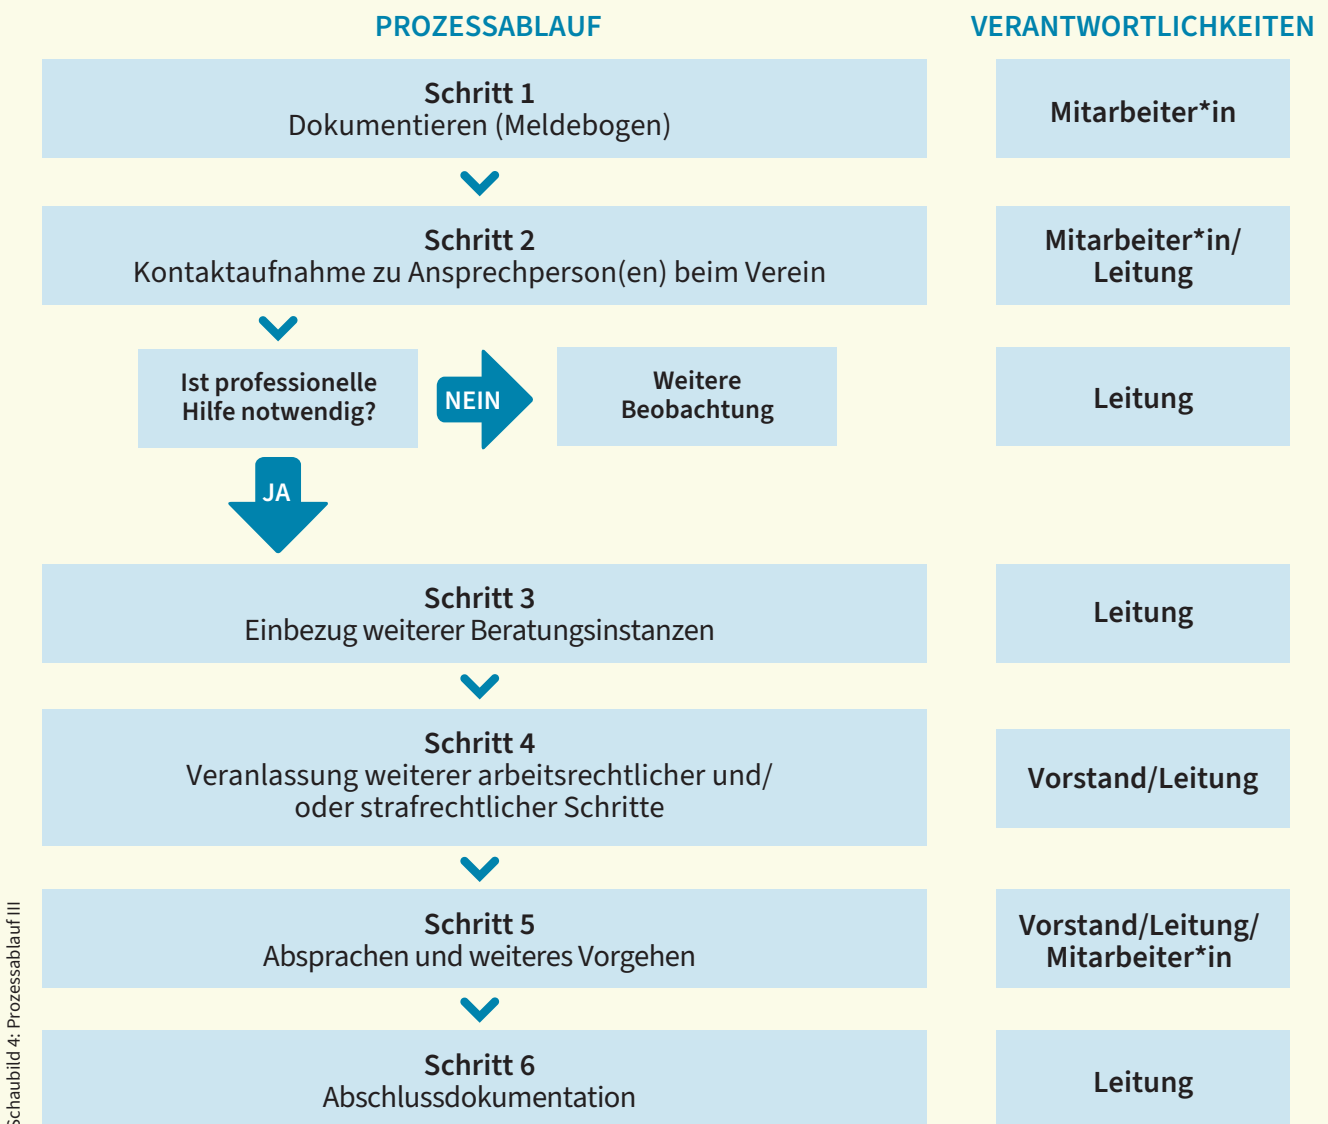 PROZESSABLAUF
VERANTWORTLICHKEITEN
Schritt 1
Dokumentieren (Meldebogen)
Mitarbeiter*in
Schritt 2
Kontaktaufnahme zu Ansprechperson(en) beim Verein
Mitarbeiter*in/
Leitung
Ist professionelle
Hilfe notwendig?
NEIN
Weitere
Beobachtung
Leitung
JA
Schritt 3
Einbezug weiterer Beratungsinstanzen
Leitung
Schritt 4
Veranlassung weiterer arbeitsrechtlicher und/
oder strafrechtlicher Schritte
Vorstand/Leitung
Schritt 5
Absprachen und weiteres Vorgehen
Vorstand/Leitung/
Mitarbeiter*in
Schritt 6
Abschlussdokumentation
Leitung
Schaubild 4: Prozessablauf III